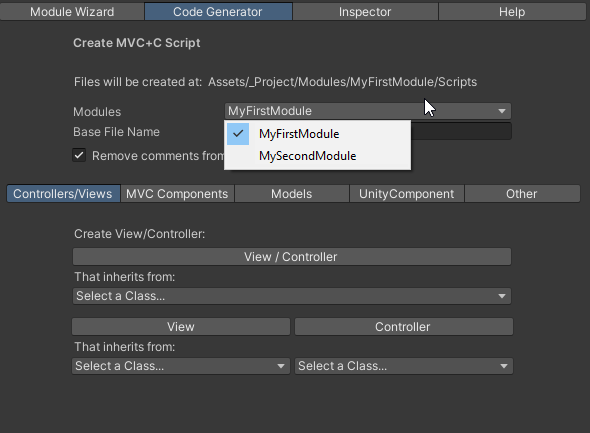 Module Wizard Code Generator Inspector Help
Create MVC+C Script
Files will be created at: Assets/_Project/Modules/MyFirstModule/Scripts
Modules MyFirstModule
Base File Name MyFirstModule
Remove comments from MySecondModule
Controllers/Views MVC Components Models UnityComponent Other
Create View/Controller:
View / Controller
That inherits from:
Select a Class...
View Controller
That inherits from:
Select a Class... Select a Class...